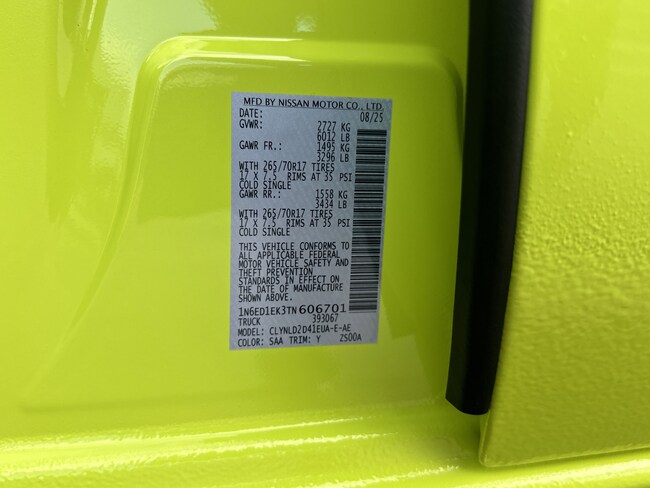 MFD BY NISSAN MOTOR CO., LTD.
DATE: 08/25
GVWR: 2727 KG
6012 LB
GAWR FR.: 1495 KG
3296 LB
WITH 265/70R17 TIRES
17 X 7.5 RIMS AT 35 PSI
COLD SINGLE
GAWR RR.: 1558 KG
3434 LB
WITH 265/70R17 TIRES
17 X 7.5 RIMS AT 35 PSI
COLD SINGLE
THIS VEHICLE CONFORMS TO
ALL APPLICABLE FEDERAL
MOTOR VEHICLE SAFETY AND
THEFT PREVENTION
STANDARDS IN EFFECT ON
THE DATE OF MANUFACTURE
SHOWN ABOVE.
1N6ED1EK3TN606701
TRUCK 393067
MODEL: CLYNLD2D41EUA-E-AE
COLOR: SAA TRIM: Y ZS00A